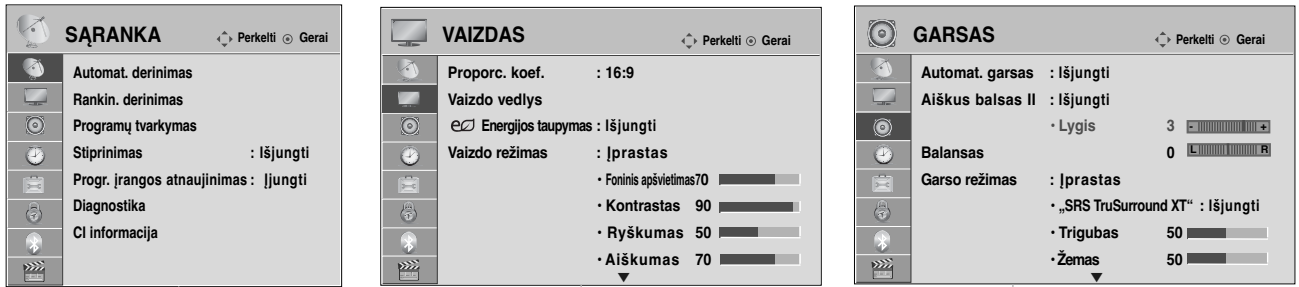 SĄRANKA Perkelti Gerai
Automat. derinimas
Rankin. derinimas
Programų tvarkymas
Stiprinimas : Išjungti
Progr. įrangos atnaujinimas : Įjungti
Diagnostika
CI informacija
VAIZDAS Perkelti Gerai
Proporc. koef. : 16:9
Vaizdo vedlys
Energijos taupymas : Išjungti
Vaizdo režimas : Įprastas
• Foninis apšvietimas70
• Kontrastas 90
• Ryškumas 50
• Aiškumas 70
GARSAS Perkelti Gerai
Automat. garsas : Išjungti
Aiškus balsas II : Išjungti
• Lygis 3 - +
Balansas 0 L R
Garso režimas : Įprastas
• „SRS TruSurround XT“ : Išjungti
• Trigubas 50
• Žemas 50